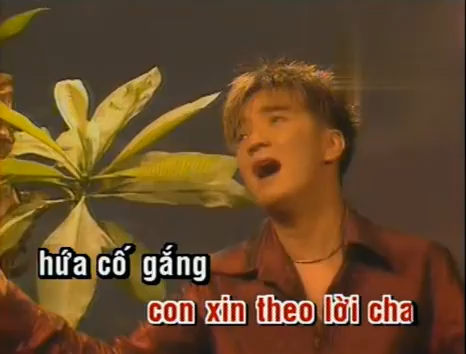 hứa cố gắng
con xin theo lời cha